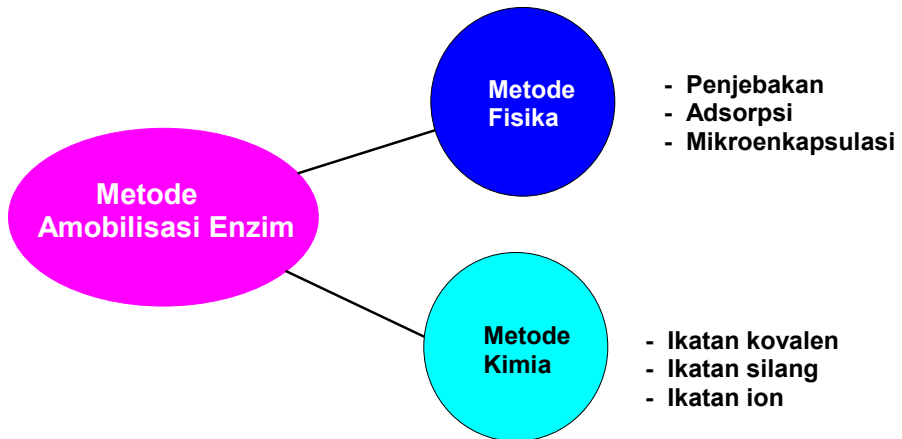 Metode
Amobilisasi Enzim
Metode
Fisika
- Penjebakan
- Adsorpsi
- Mikroenkapsulasi
Metode
Kimia
- Ikatan kovalen
- Ikatan silang
- Ikatan ion